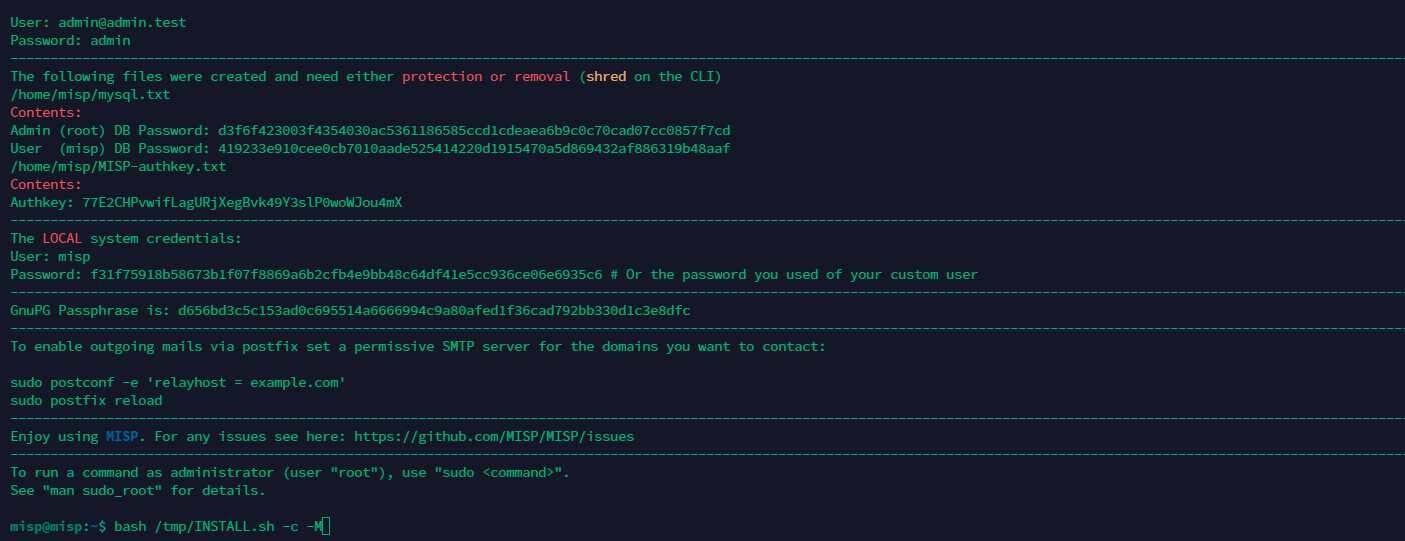 User: admin@admin.test
Password: admin
The following files were created and need either protection or removal (shred on the CLI)
/home/misp/mysql.txt
Contents:
Admin (root) DB Password: d3f6f423003f4354030ac5361186585ccd1cdeaea6b9c0c70cad07cc0857f7cd
User  (misp) DB Password: 419233e910cee0cb7010aade525414220d1915470a5d869432af886319b48aaf
/home/misp/MISP-authkey.txt
Contents:
Authkey: 77E2CHPvwifLagURjXegBvk49Y3slP0woWJou4mX
The LOCAL system credentials:
User: misp
Password: f31f75918b58673b1f07f8869a6b2cfb4e9bb48c64df41e5cc936ce06e6935c6 # Or the password you used of your custom user
GnuPG Passphrase is: d656bd3c5c153ad0c695514a6666994c9a80afed1f36cad792bb330d1c3e8dfc
To enable outgoing mails via postfix set a permissive SMTP server for the domains you want to contact:
sudo postconf -e 'relayhost = example.com'
sudo postfix reload
Enjoy using MISP. For any issues see here: https://github.com/MISP/MISP/issues
To run a command as administrator (user "root"), use "sudo <command>".
See "man sudo_root" for details.
misp@misp:~$ bash /tmp/INSTALL.sh -c -M